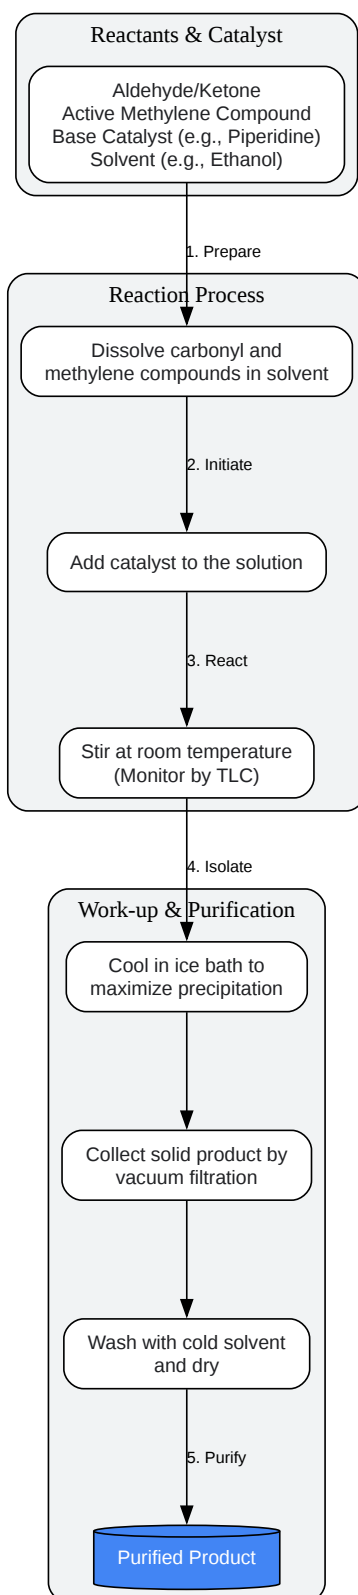 Reactants & Catalyst
Aldehyde/Ketone
Active Methylene Compound
Base Catalyst (e.g., Piperidine)
Solvent (e.g., Ethanol)
1. Prepare
Reaction Process
Dissolve carbonyl and
methylene compounds in solvent
2. Initiate
Add catalyst to the solution
3. React
Stir at room temperature
(Monitor by TLC)
4. Isolate
Work-up & Purification
Cool in ice bath to
maximize precipitation
Collect solid product by
vacuum filtration
Wash with cold solvent
and dry
5. Purify
Purified Product